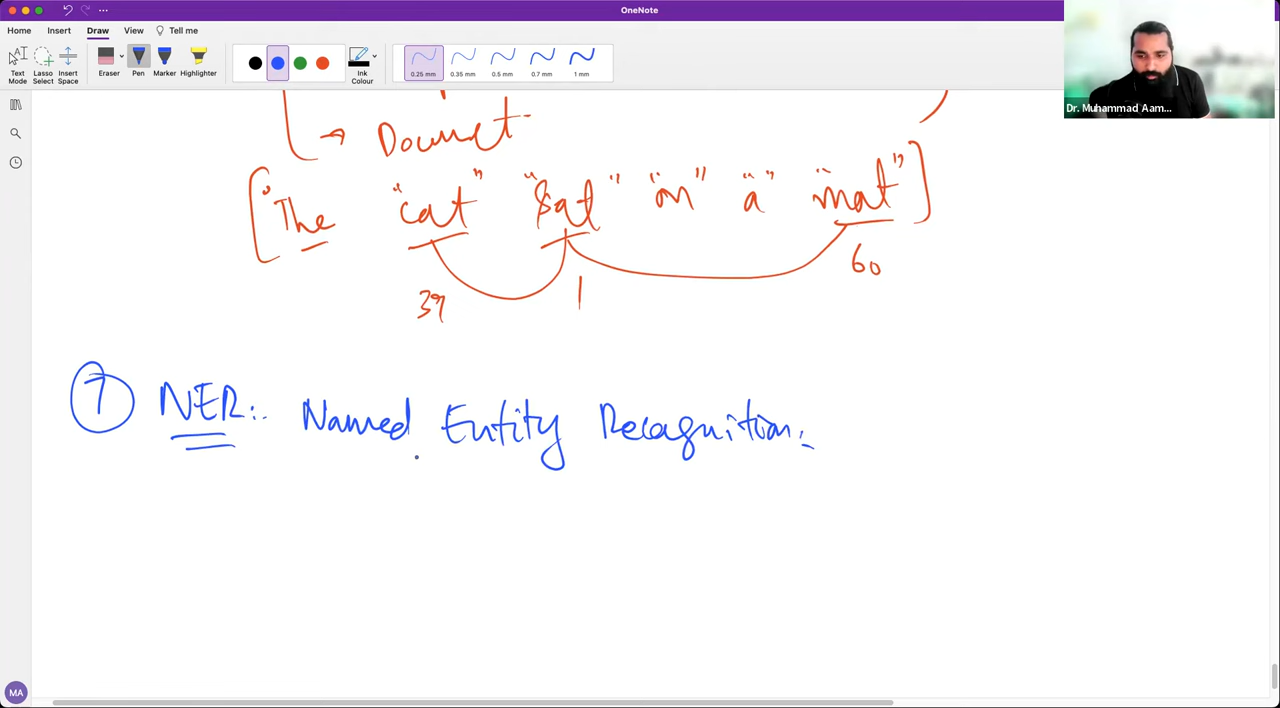 OneNote
Home Insert Draw View Tell me
Text Mode
Lasso Select
Insert Space
Eraser
Pen
Marker
Highlighter
Ink Colour
0.25 mm
0.35 mm
0.5 mm
0.7 mm
1 mm
Dr. Muhammad Aam...
→
["The "cat" "sat" "on" "a" "mat"]
39 1 60
7 NER:- Named Entity Recognition:
MA